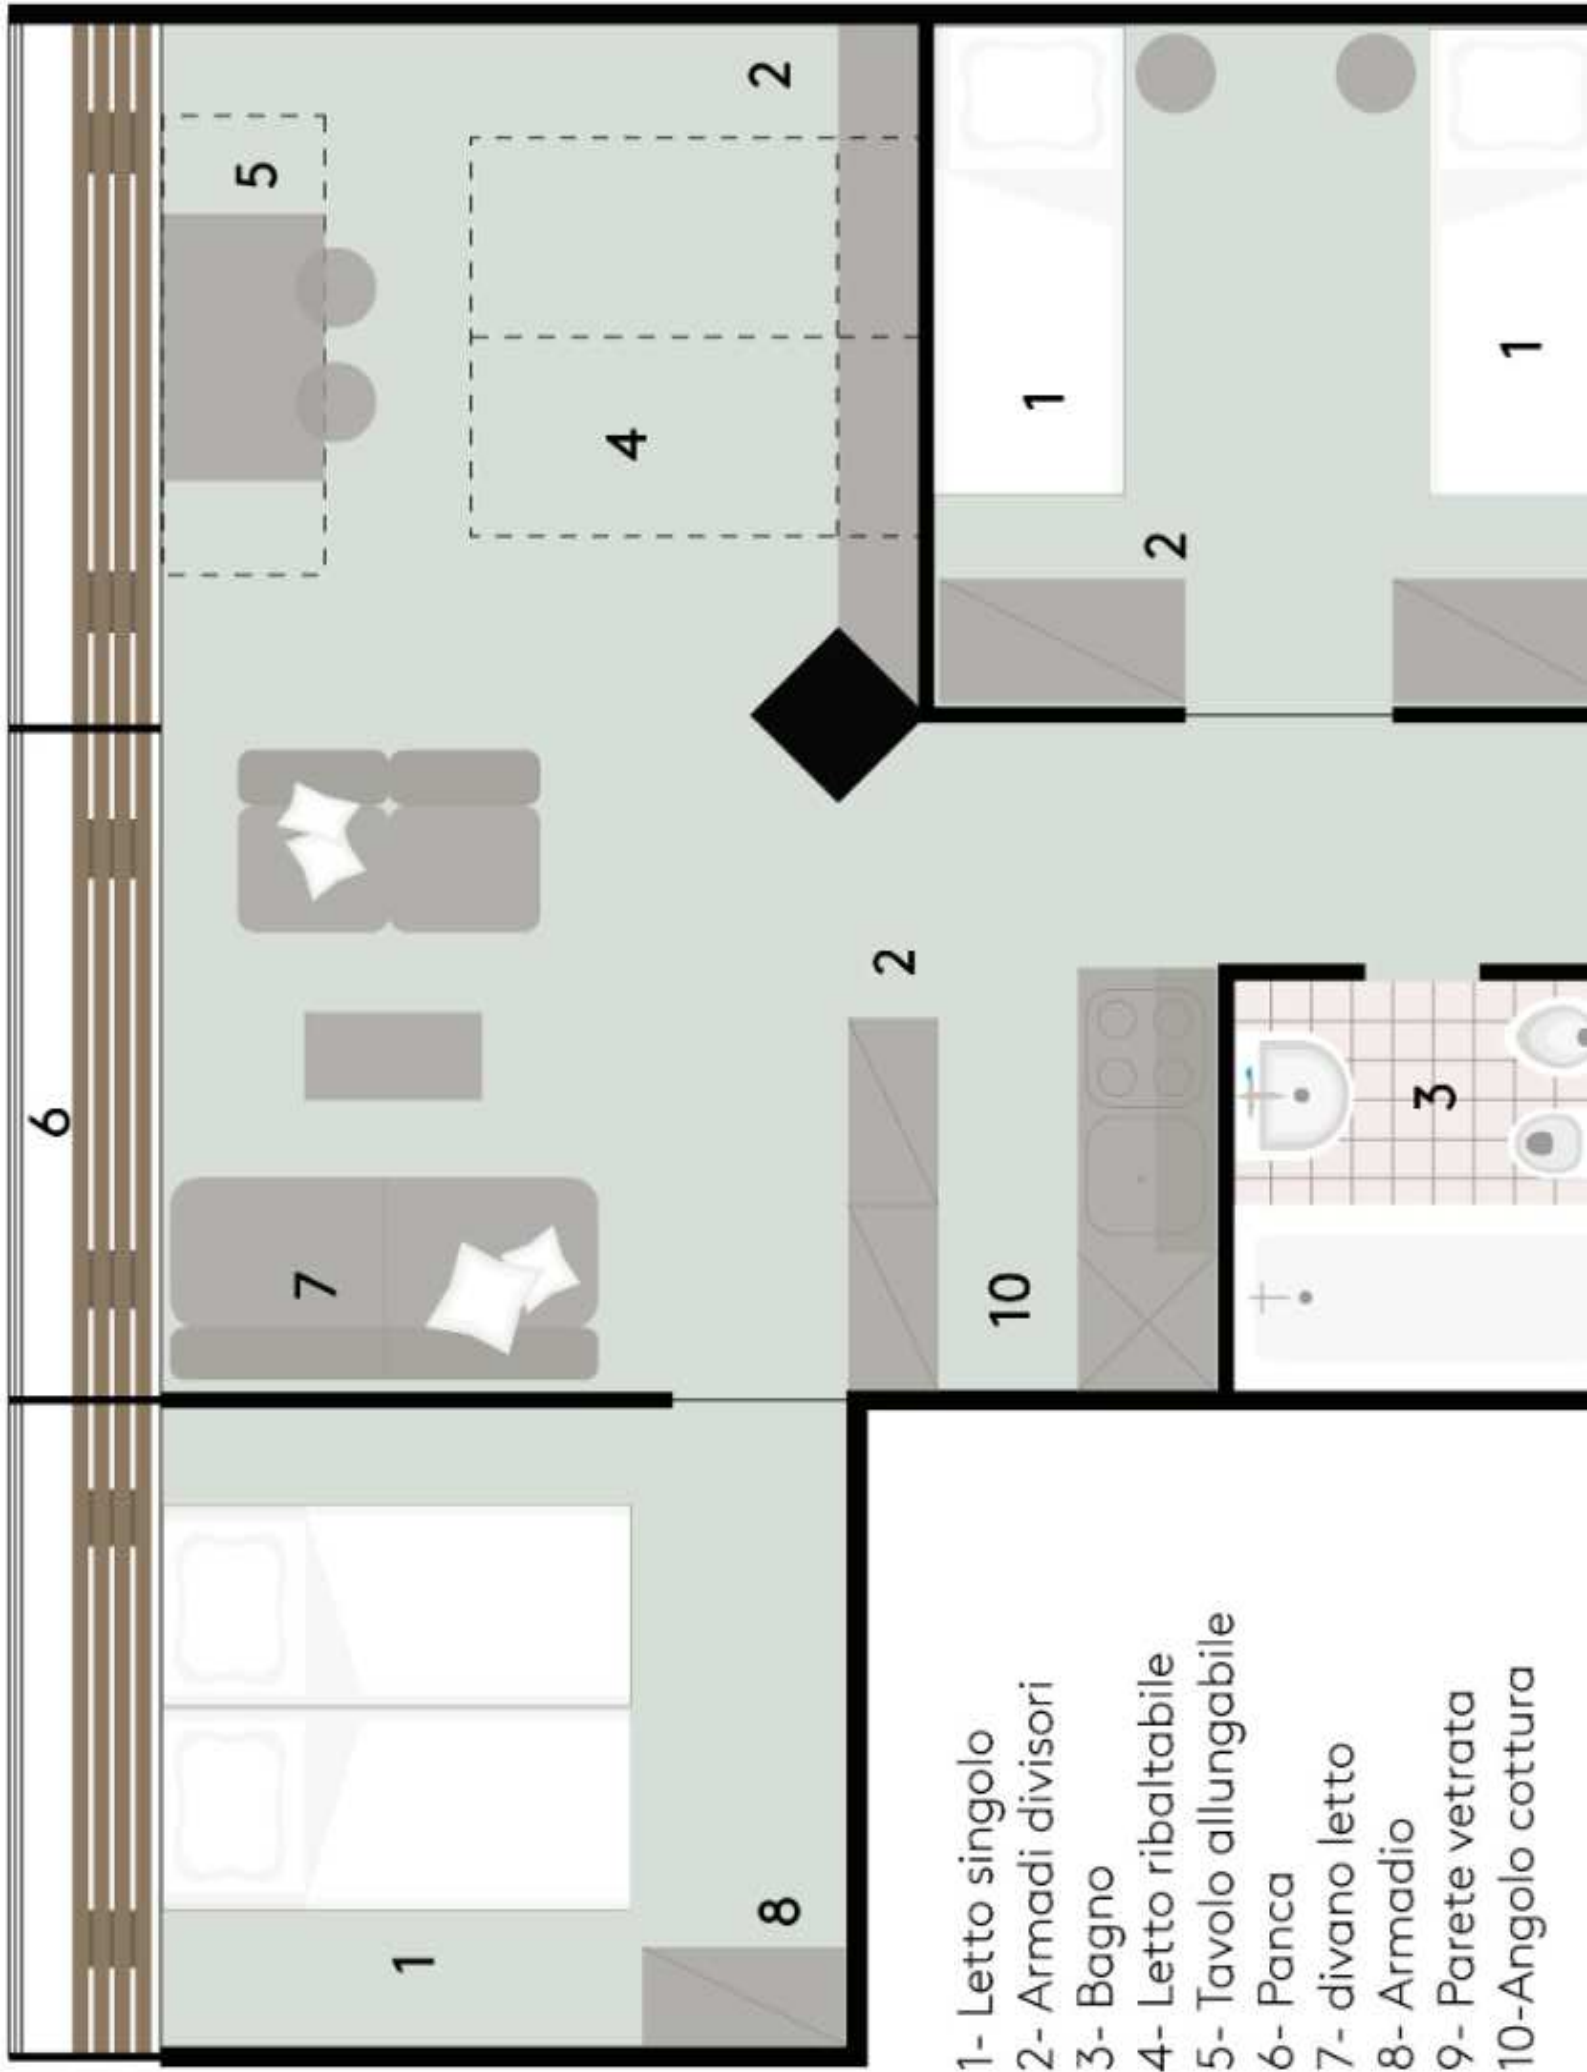 6
5
7
1
4
2
8
2
10
1
2
3
1
1- Letto singolo
2- Armadi divisori
3- Bagno
4- Letto ribaltabile
5- Tavolo allungabile
6- Panca
7- divano letto
8- Armadio
9- Parete vetrata
10-Angolo cottura